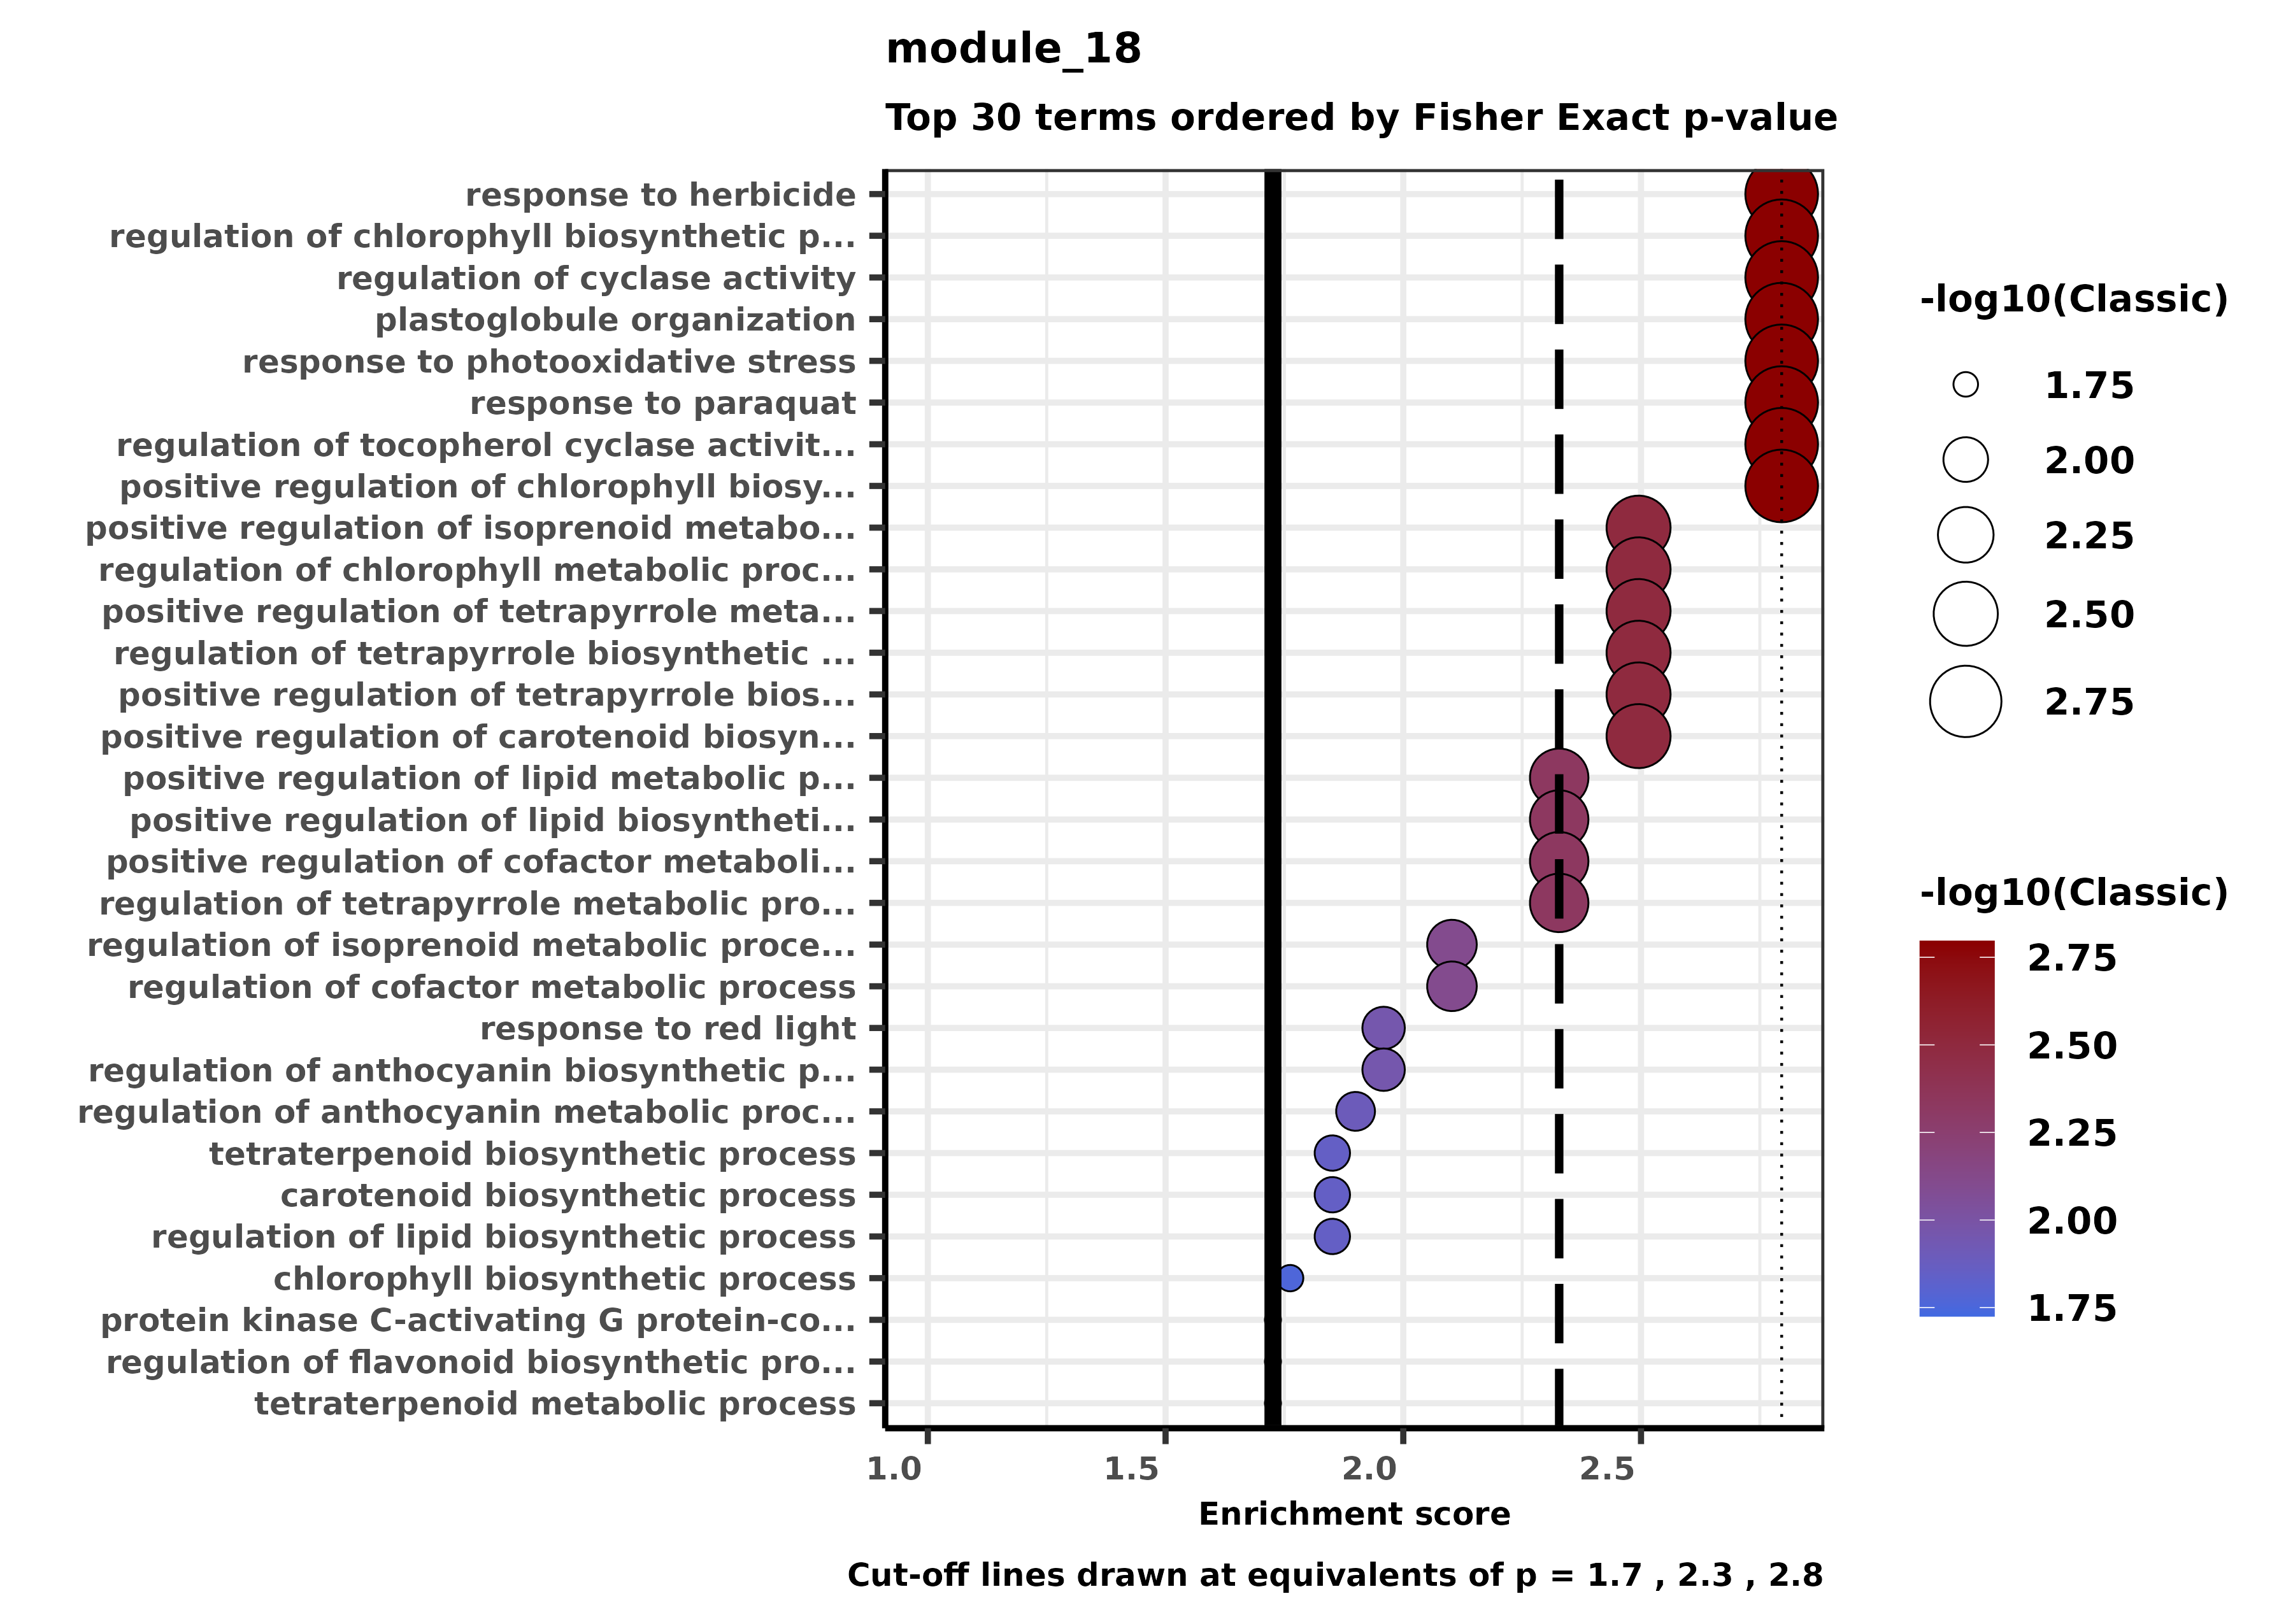 module_18
Top 30 terms ordered by Fisher Exact p-value
response to herbicide
regulation of chlorophyll biosynthetic p...
regulation of cyclase activity
plastoglobule organization
response to photooxidative stress
response to paraquat
regulation of tocopherol cyclase activit...
positive regulation of chlorophyll biosy...
positive regulation of isoprenoid metabo...
regulation of chlorophyll metabolic proc...
positive regulation of tetrapyrrole meta...
regulation of tetrapyrrole biosynthetic ...
positive regulation of tetrapyrrole bios...
positive regulation of carotenoid biosyn...
positive regulation of lipid metabolic p...
positive regulation of lipid biosyntheti...
positive regulation of cofactor metaboli...
regulation of tetrapyrrole metabolic pro...
regulation of isoprenoid metabolic proce...
regulation of cofactor metabolic process
response to red light
regulation of anthocyanin biosynthetic p...
regulation of anthocyanin metabolic proc...
tetraterpenoid biosynthetic process
carotenoid biosynthetic process
regulation of lipid biosynthetic process
chlorophyll biosynthetic process
protein kinase C-activating G protein-co...
regulation of flavonoid biosynthetic pro...
tetraterpenoid metabolic process
1.0 1.5 2.0 2.5
Enrichment score
Cut-off lines drawn at equivalents of p = 1.7 , 2.3 , 2.8
-log10(Classic)
1.75
2.00
2.25
2.50
2.75
-log10(Classic)
2.75
2.50
2.25
2.00
1.75